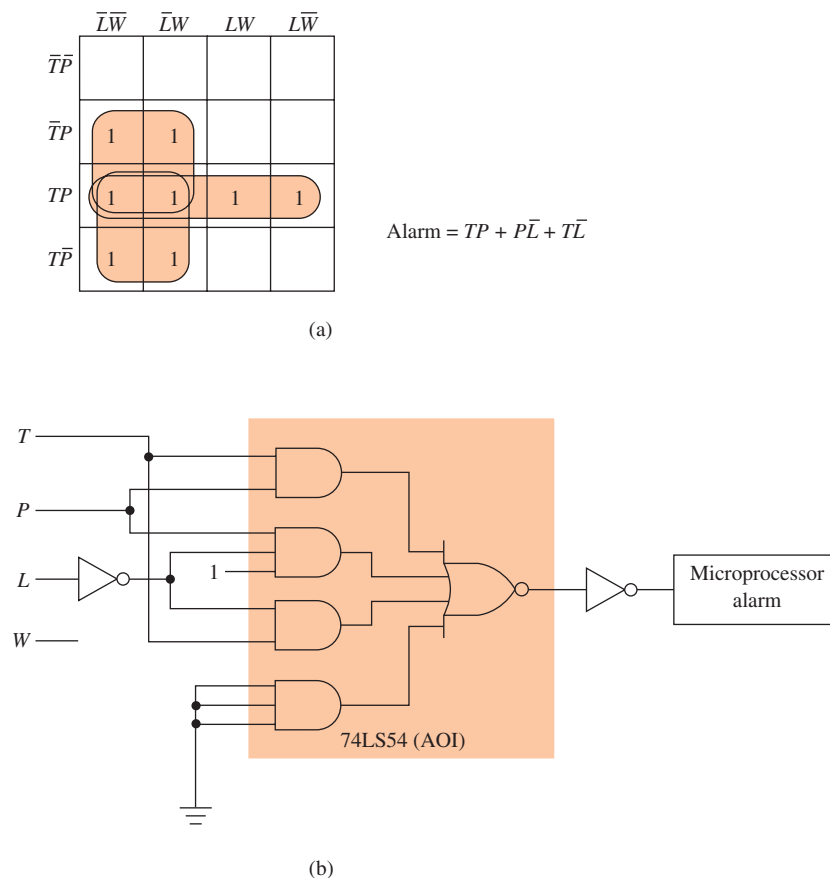 L̅W̅ L̅W LW LW̅
T̅P̅
T̅P 1 1
TP 1 1 1 1
TP̅ 1 1
Alarm = TP + PL̅ + TL̅
(a)
T
P
L
1
W
Microprocessor
alarm
74LS54 (AOI)
(b)